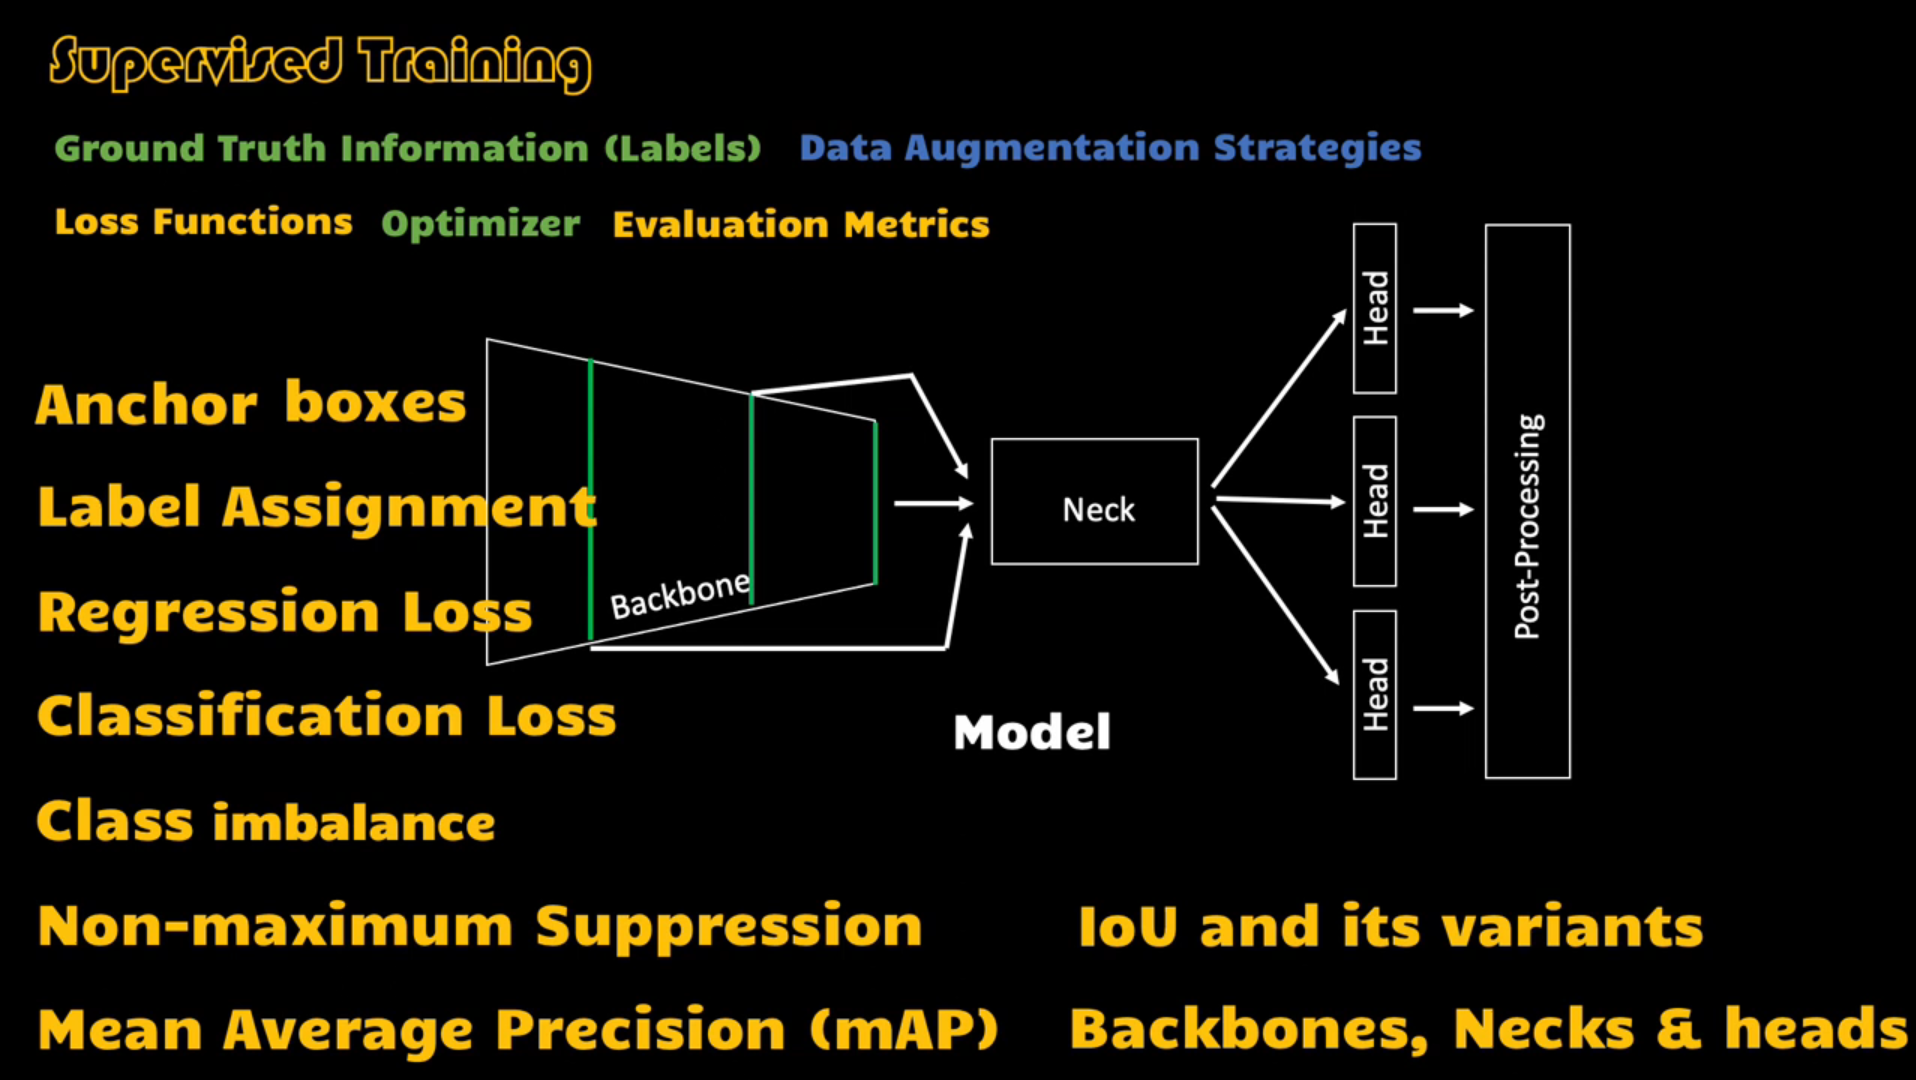 Supervised Training
Ground Truth Information (Labels) Data Augmentation Strategies
Loss Functions Optimizer Evaluation Metrics
Head
Head
Head
Post-Processing
Neck
Backbone
Model
Anchor boxes
Label Assignment
Regression Loss
Classification Loss
Class imbalance
Non-maximum Suppression
IoU and its variants
Mean Average Precision (mAP)
Backbones, Necks & heads